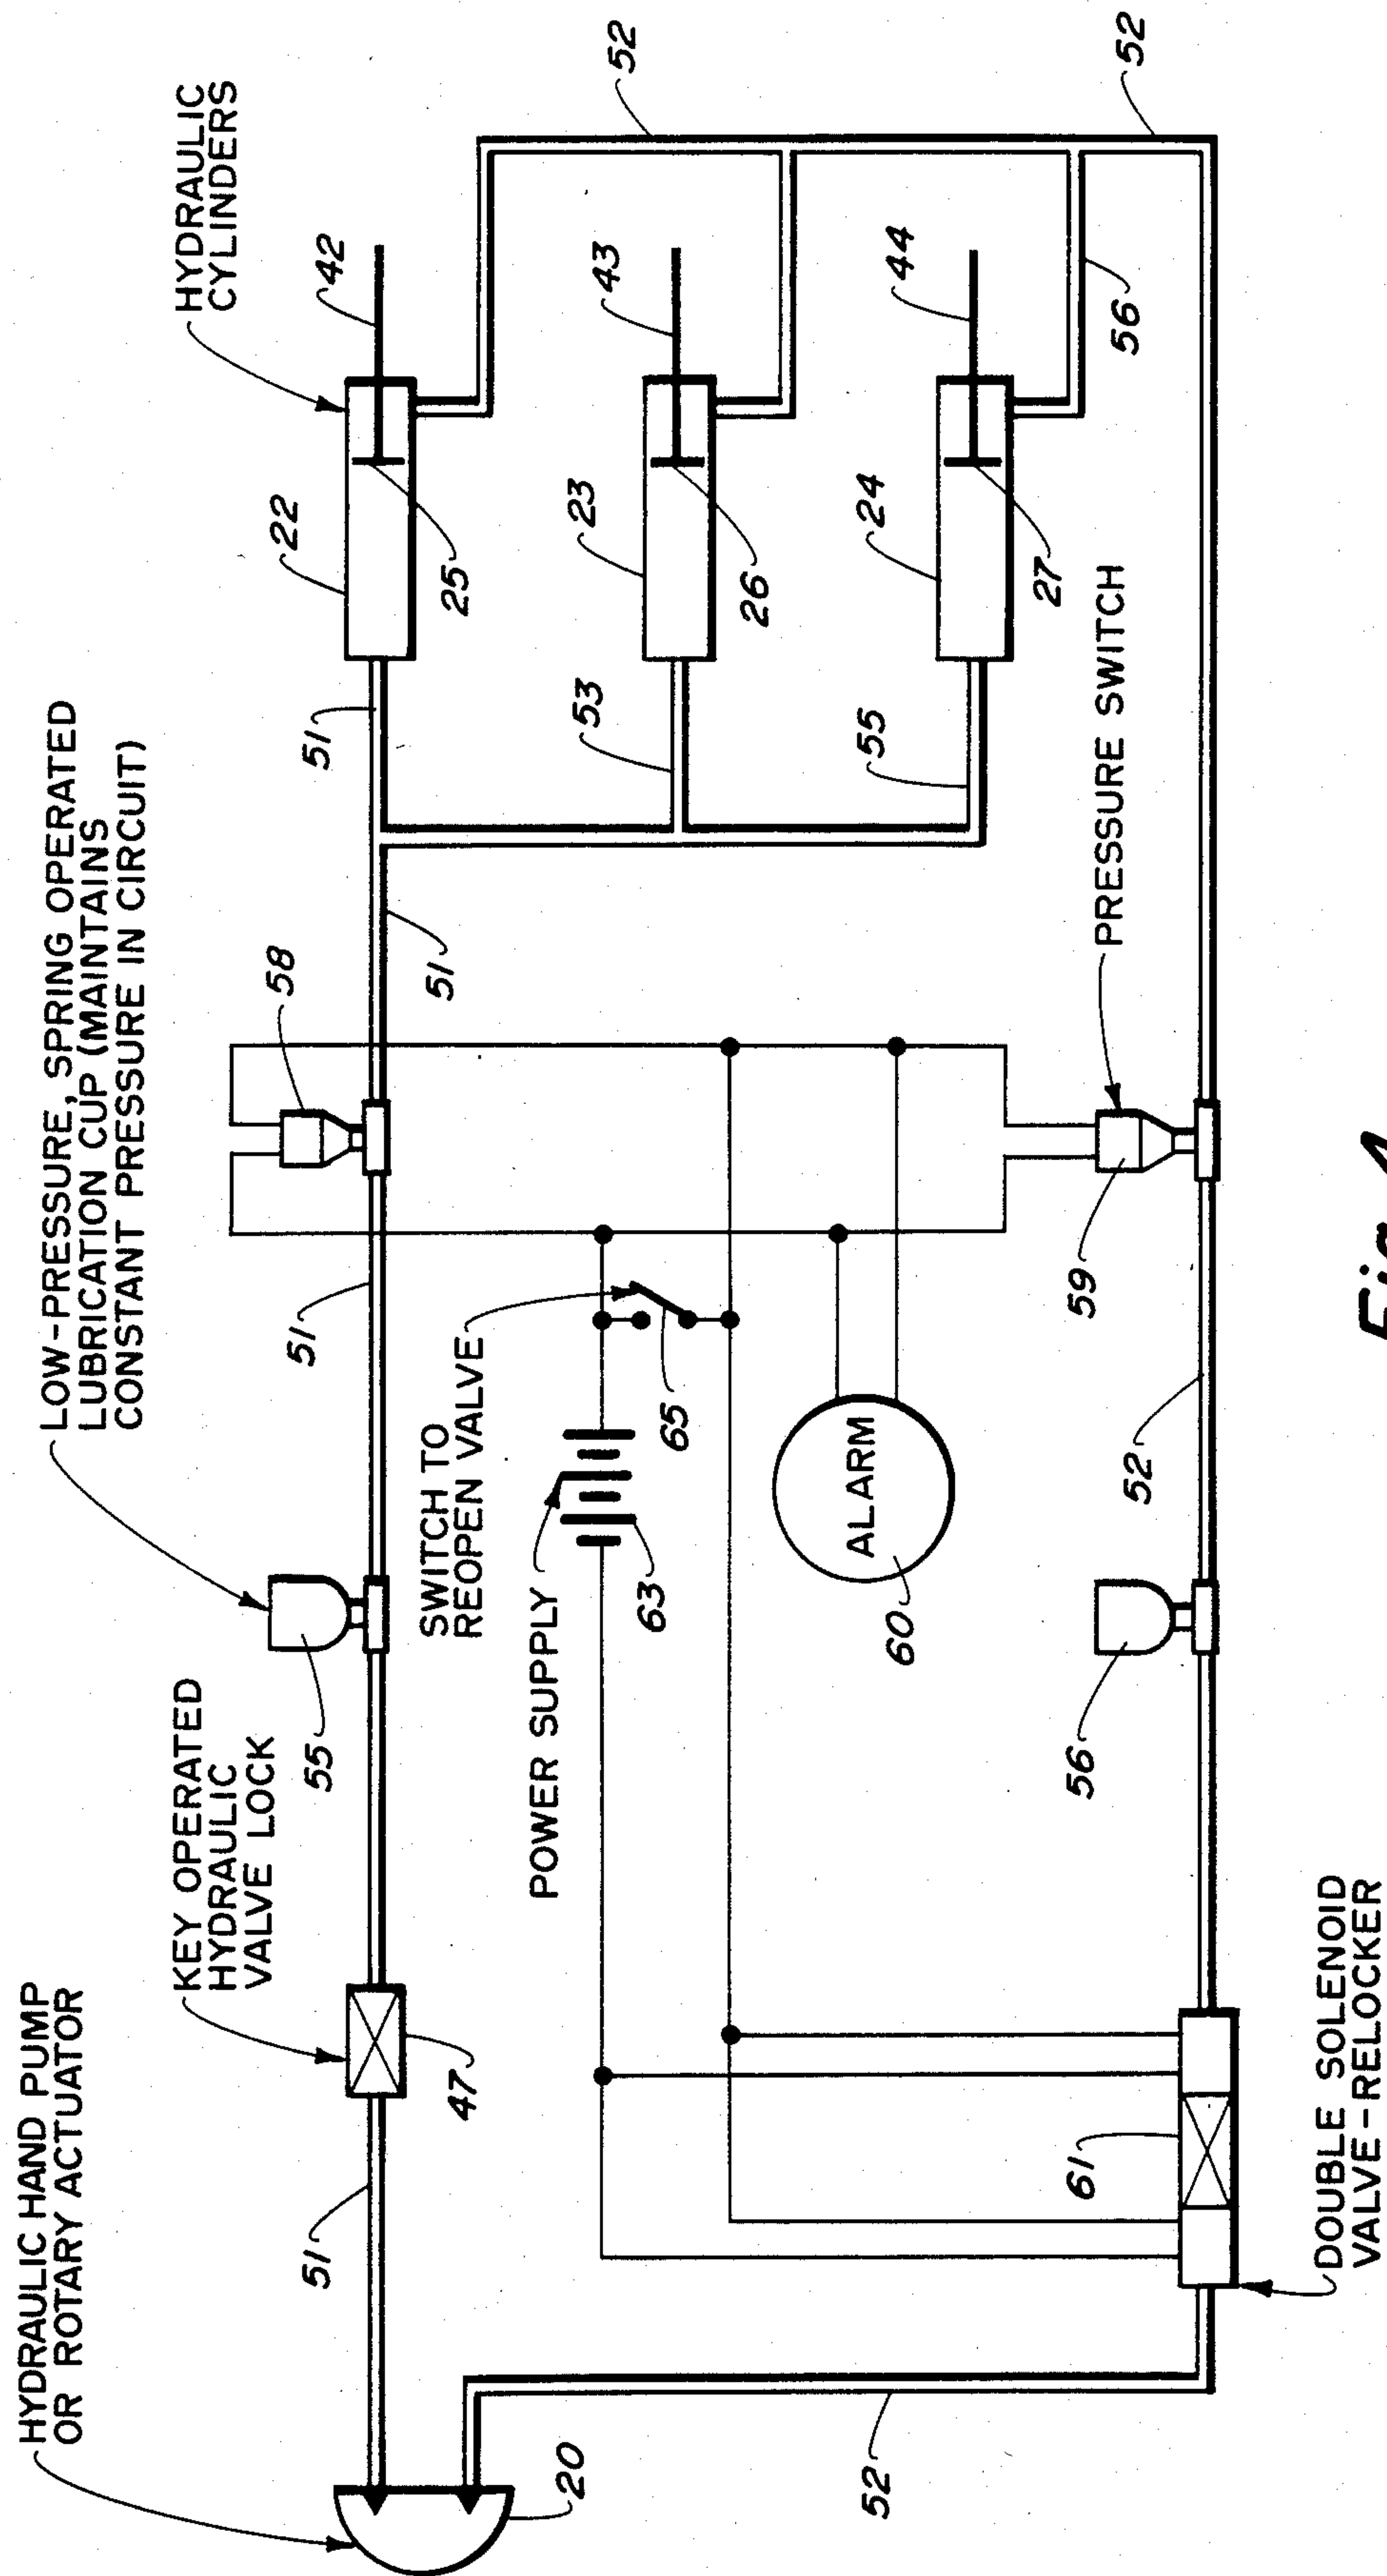 HYDRAULIC HAND PUMP
OR ROTARY ACTUATOR
KEY OPERATED
HYDRAULIC
VALVE LOCK
LOW-PRESSURE, SPRING OPERATED
LUBRICATION CUP (MAINTAINS
CONSTANT PRESSURE IN CIRCUIT)
HYDRAULIC
CYLINDERS
51
47
55
51
58
51
51
22
25
42
52
53
23
26
43
55
24
27
44
56
52
20
POWER SUPPLY
63
SWITCH TO
REOPEN VALVE
65
ALARM
60
52
61
56
52
59
PRESSURE SWITCH
DOUBLE SOLENOID
VALVE-RELOCKER
Fig 4